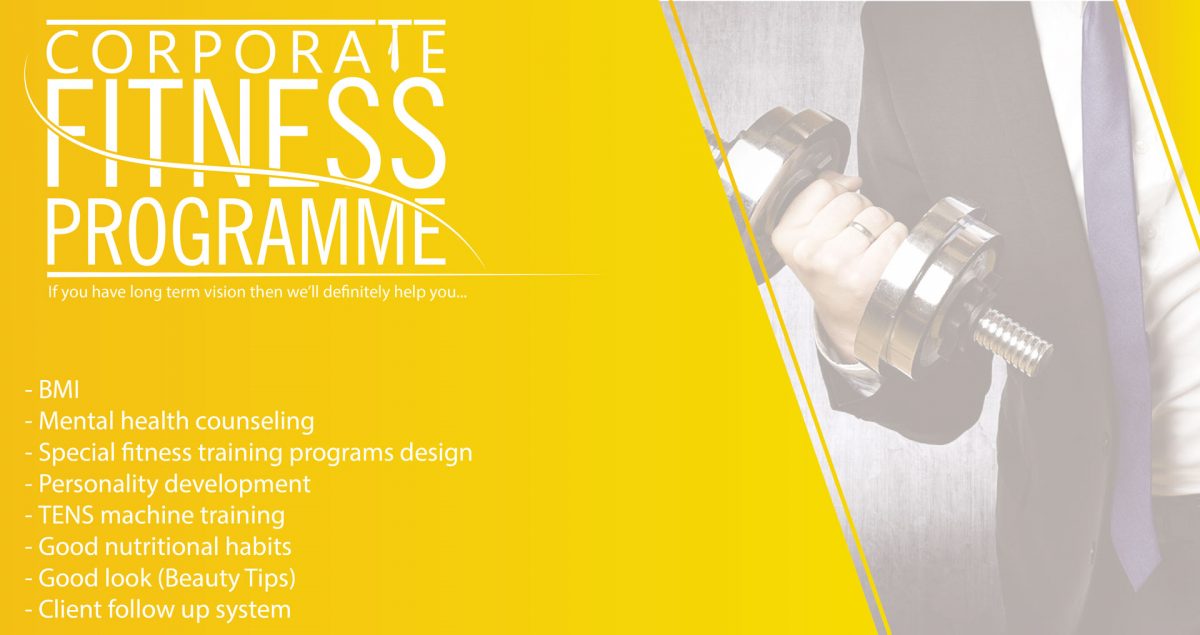 CORPORATE
FITNESS
PROGRAMME
If you have long term vision then we'll definitely help you...
- BMI
- Mental health counseling
- Special fitness training programs design
- Personality development
- TENS machine training
- Good nutritional habits
- Good look (Beauty Tips)
- Client follow up system